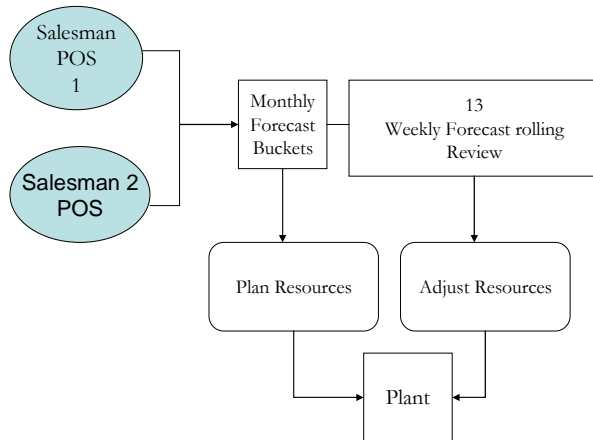 Salesman
POS
1
Salesman 2
POS
Monthly
Forecast
Buckets
13
Weekly Forecast rolling
Review
Plan Resources
Adjust Resources
Plant